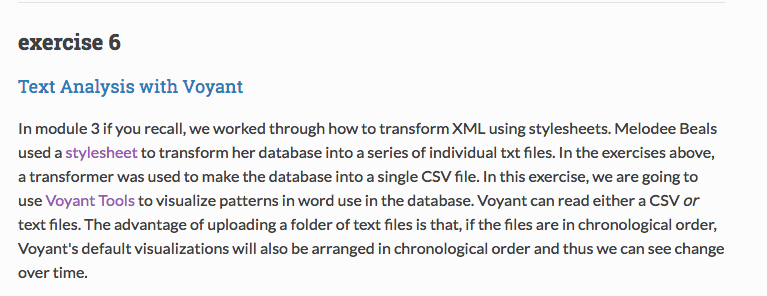 exercise 6
Text Analysis with Voyant
In module 3 if you recall, we worked through how to transform XML using stylesheets. Melodee Beals
used a stylesheet to transform her database into a series of individual txt files. In the exercises above,
a transformer was used to make the database into a single CSV file. In this exercise, we are going to
use Voyant Tools to visualize patterns in word use in the database. Voyant can read either a CSV or
text files. The advantage of uploading a folder of text files is that, if the files are in chronological order,
Voyant's default visualizations will also be arranged in chronological order and thus we can see change
over time.